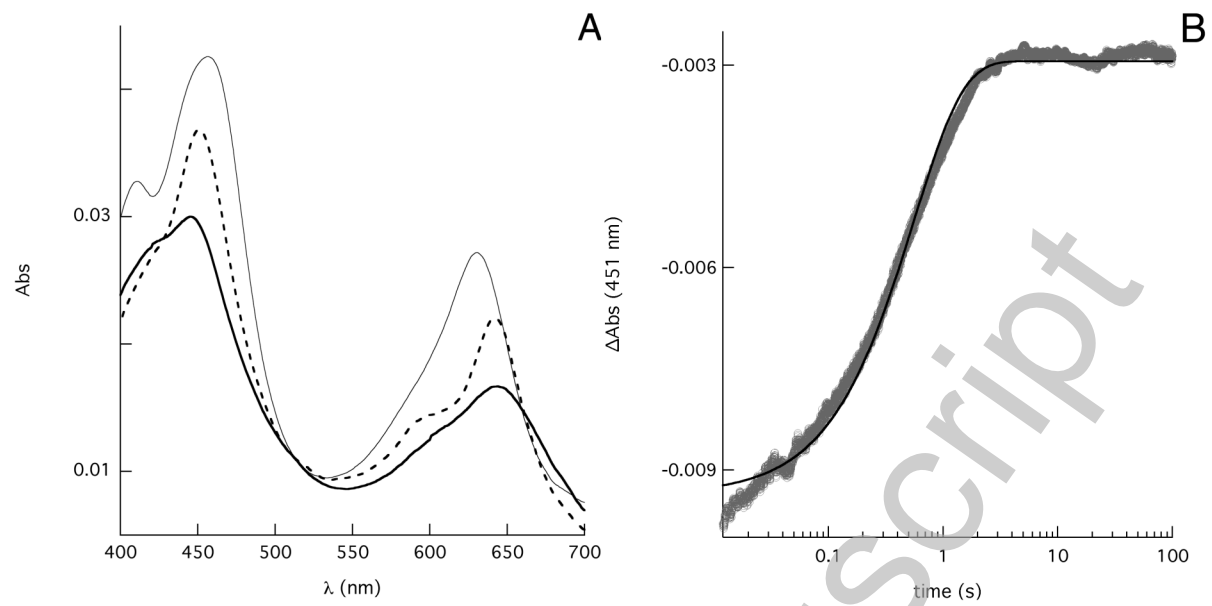 A
0.03
0.01
Abs
400 450 500 550 600 650 700
λ (nm)
B
-0.003
-0.006
-0.009
ΔAbs (451 nm)
0.1 1 10 100
time (s)
script